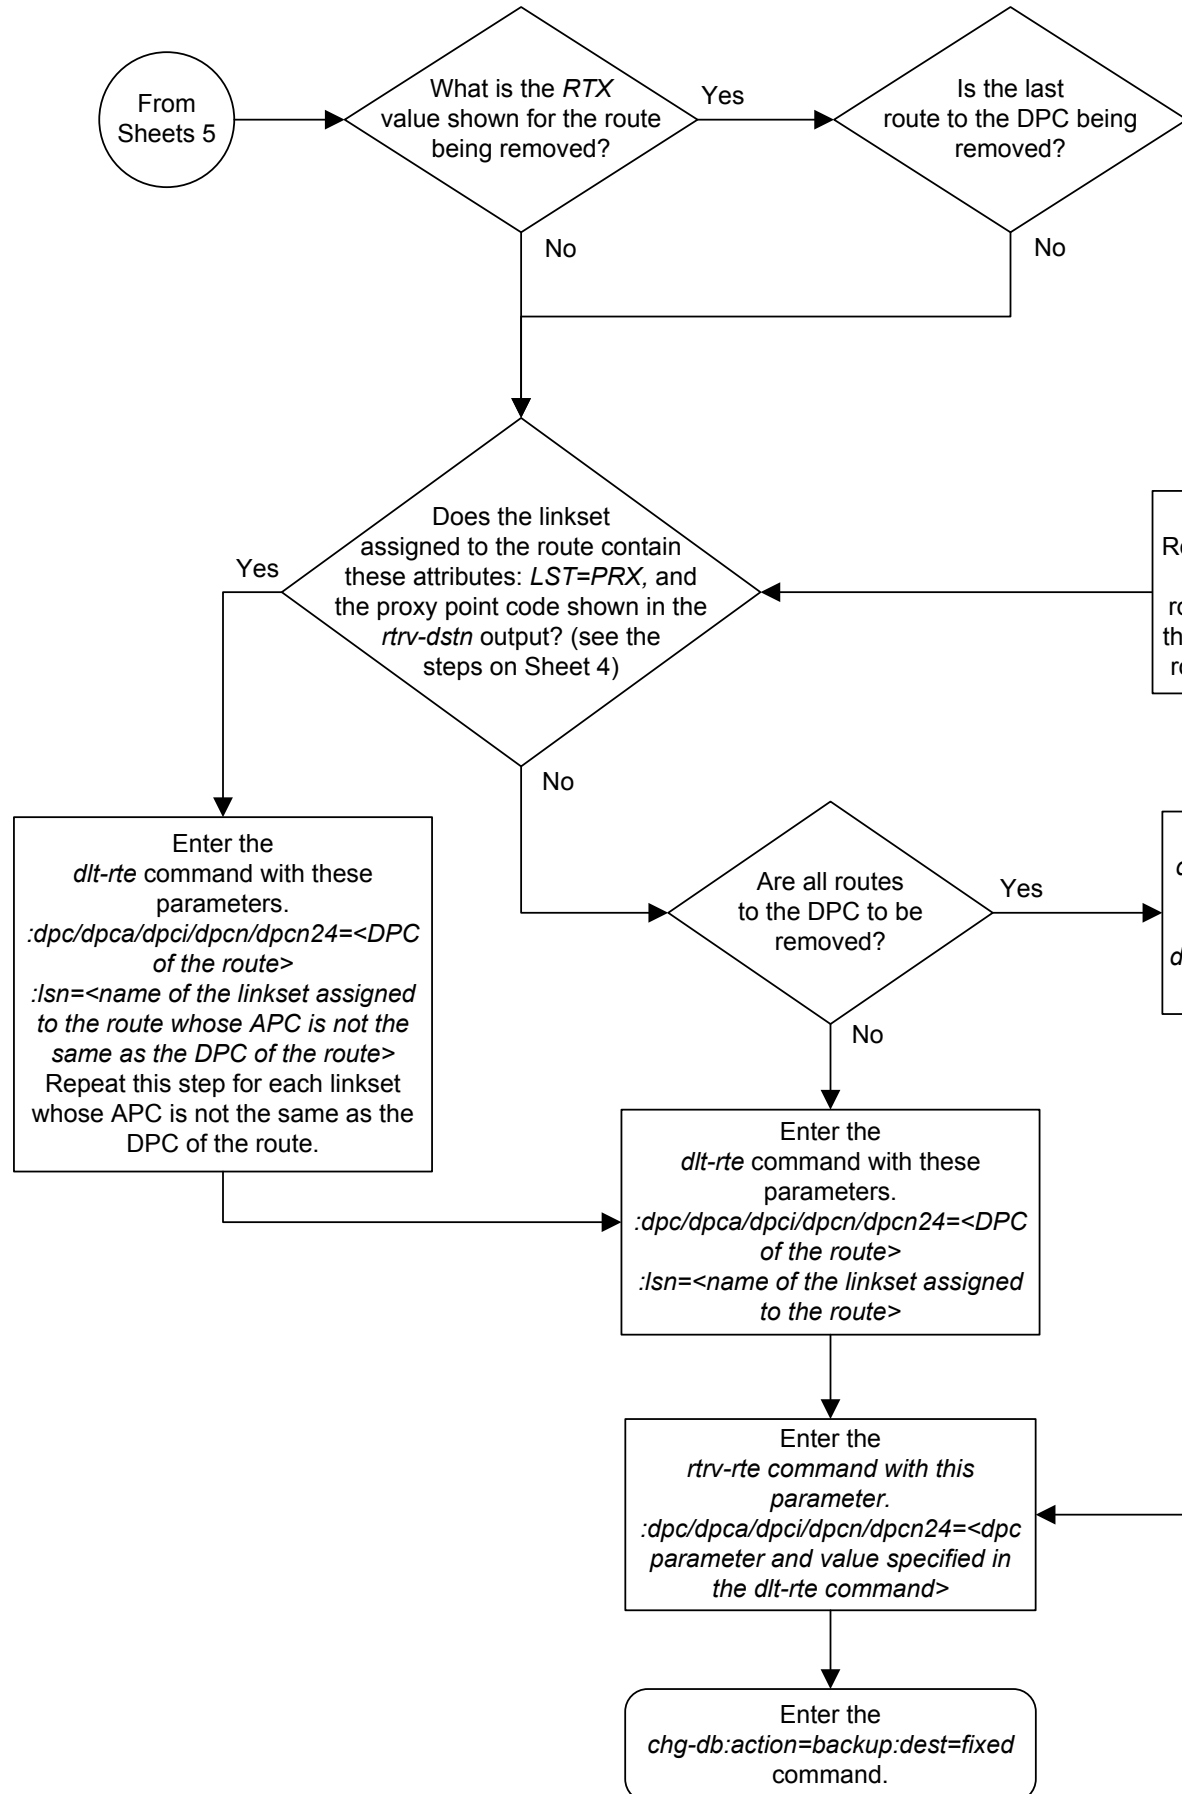 From
Sheets 5
What is the RTX
value shown for the route
being removed?
Yes
No
Is the last
route to the DPC being
removed?
No
Does the linkset
assigned to the route contain
these attributes: LST=PRX, and
the proxy point code shown in the
rtrv-dstn output? (see the
steps on Sheet 4)
Yes
No
Enter the
dlt-rte command with these
parameters.
:dpc/dpca/dpci/dpcn/dpcn24=<DPC
of the route>
:lsn=<name of the linkset assigned
to the route whose APC is not the
same as the DPC of the route>
Repeat this step for each linkset
whose APC is not the same as the
DPC of the route.
Are all routes
to the DPC to be
removed?
Yes
No
Enter the
dlt-rte command with these
parameters.
:dpc/dpca/dpci/dpcn/dpcn24=<DPC
of the route>
:lsn=<name of the linkset assigned
to the route>
Enter the
rtrv-rte command with this
parameter.
:dpc/dpca/dpci/dpcn/dpcn24=<dpc
parameter and value specified in
the dlt-rte command>
Enter the
chg-db:action=backup:dest=fixed
command.